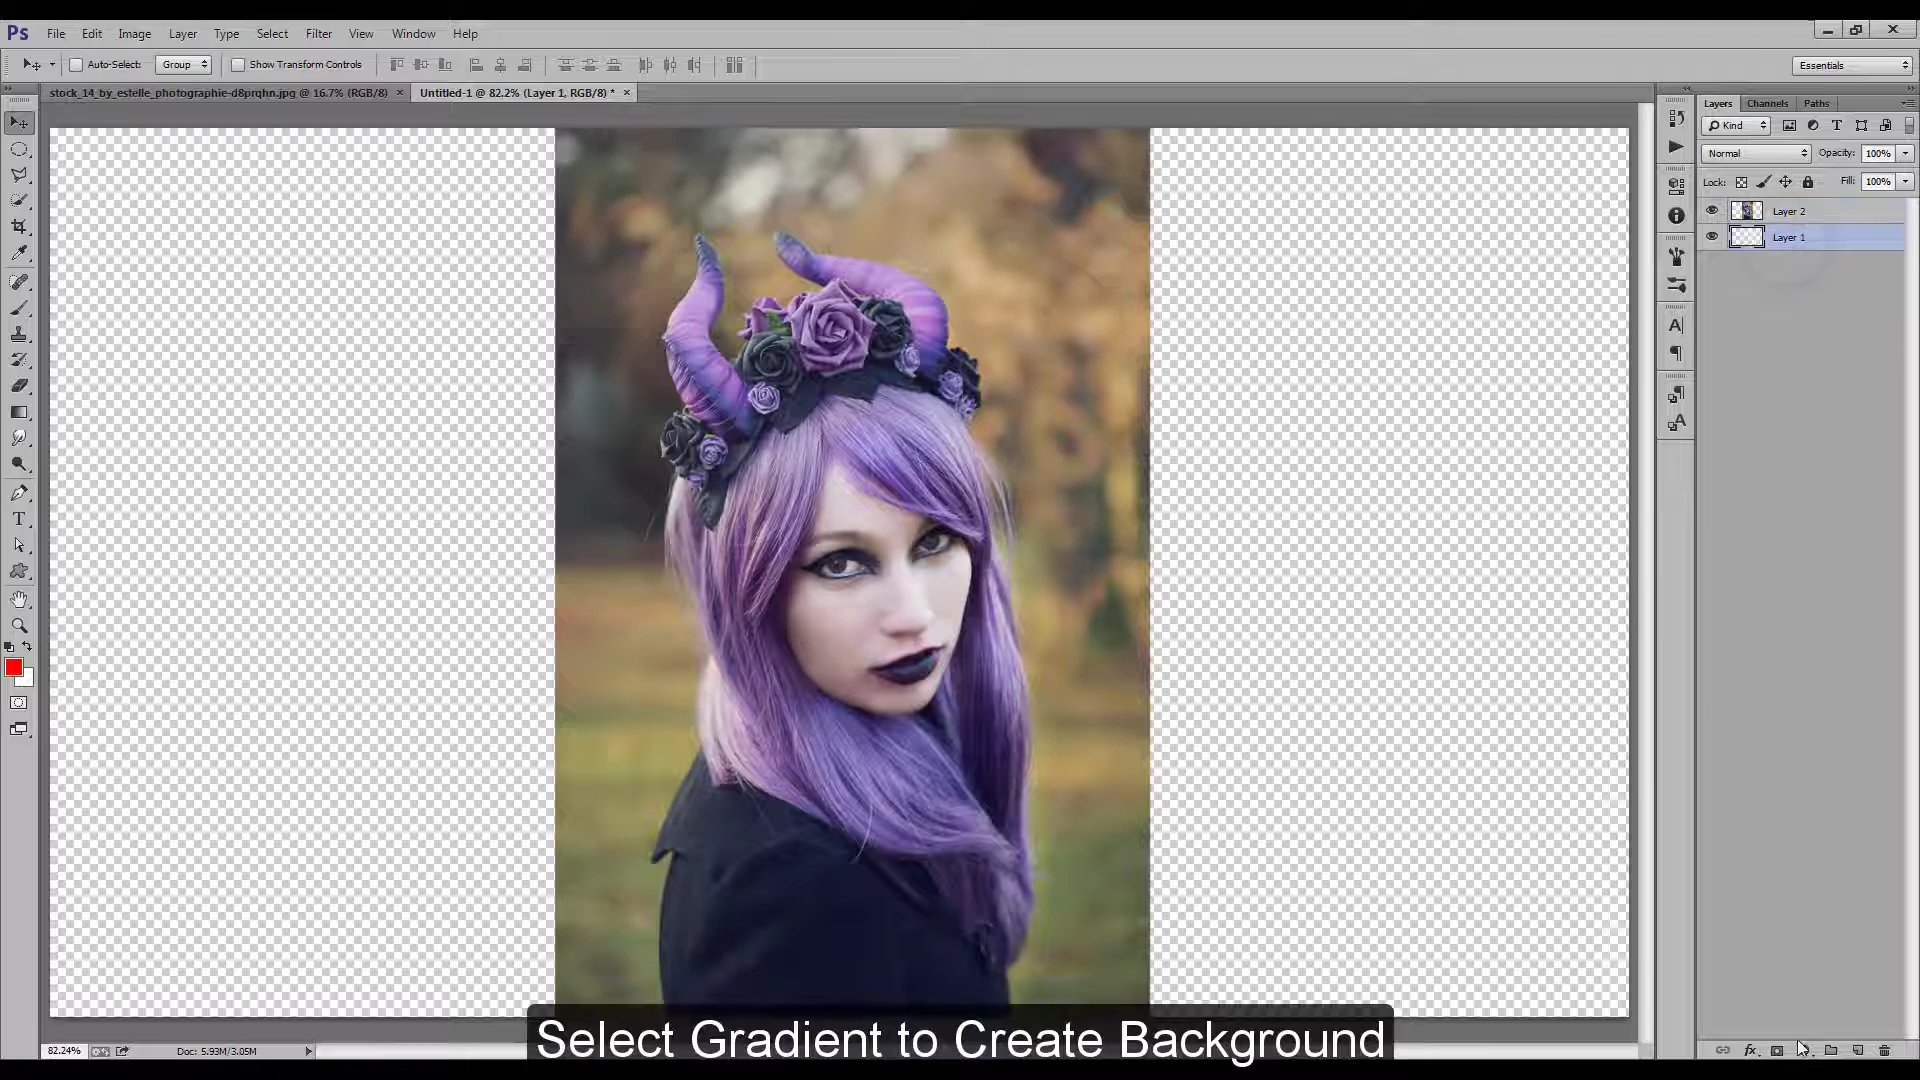 Ps File Edit Image Layer Type Select Filter View Window Help
Auto-Select: Group Show Transform Controls Essentials
stock_14_by_estelle_photographie-d8prqhn.jpg @ 16.7% (RGB/8) × Untitled-1 @ 82.2% (Layer 1, RGB/8) * ×
Layers Channels Paths
Kind
Normal Opacity: 100%
Lock: Fill: 100%
Layer 2
Layer 1
82.24% Doc: 5.93M/3.05M
Select Gradient to Create Background